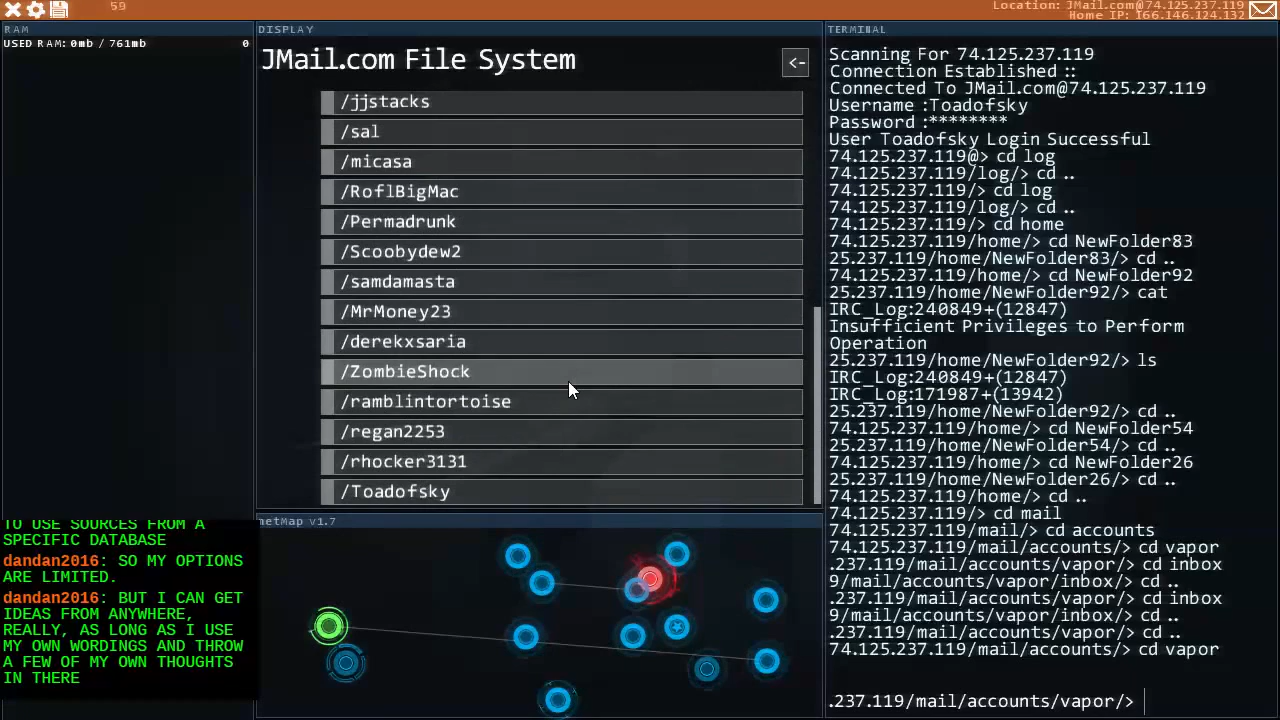 59
Location: JMail.com@74.125.237.119
Home IP: 166.146.124.132
RAM
USED RAM: 0mb / 761mb
0
DISPLAY
JMail.com File System
<-
/jjstacks
/sal
/micasa
/RoflBigMac
/Permadrunk
/Scoobydew2
/samdamasta
/MrMoney23
/derekxsaria
/ZombieShock
/ramblintortoise
/regan2253
/rhocker3131
/Toadofsky
netMap v1.7
TO USE SOURCES FROM A
SPECIFIC DATABASE
dandan2016: SO MY OPTIONS
ARE LIMITED.
dandan2016: BUT I CAN GET
IDEAS FROM ANYWHERE,
REALLY, AS LONG AS I USE
MY OWN WORDINGS AND THROW
A FEW OF MY OWN THOUGHTS
IN THERE
TERMINAL
Scanning For 74.125.237.119
Connection Established ::
Connected To JMail.com@74.125.237.119
Username :Toadofsky
Password :********
User Toadofsky Login Successful
74.125.237.119@> cd log
74.125.237.119/log/> cd ..
74.125.237.119/> cd log
74.125.237.119/log/> cd ..
74.125.237.119/> cd home
74.125.237.119/home/> cd NewFolder83
25.237.119/home/NewFolder83/> cd ..
74.125.237.119/home/> cd NewFolder92
25.237.119/home/NewFolder92/> cat
IRC_Log:240849+(12847)
Insufficient Privileges to Perform
Operation
25.237.119/home/NewFolder92/> ls
IRC_Log:240849+(12847)
IRC_Log:171987+(13942)
25.237.119/home/NewFolder92/> cd ..
74.125.237.119/home/> cd NewFolder54
25.237.119/home/NewFolder54/> cd ..
74.125.237.119/home/> cd NewFolder26
25.237.119/home/NewFolder26/> cd ..
74.125.237.119/home/> cd ..
74.125.237.119/> cd mail
74.125.237.119/mail/> cd accounts
74.125.237.119/mail/accounts/> cd vapor
.237.119/mail/accounts/vapor/> cd inbox
9/mail/accounts/vapor/inbox/> cd ..
.237.119/mail/accounts/vapor/> cd inbox
9/mail/accounts/vapor/inbox/> cd ..
.237.119/mail/accounts/vapor/> cd ..
74.125.237.119/mail/accounts/> cd vapor
.237.119/mail/accounts/vapor/>